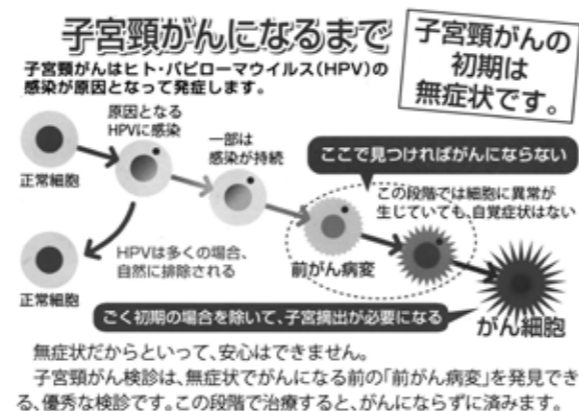 子宮頸がんになるまで
子宮頸がんの
初期は
無症状です。
子宮頸がんはヒト・パピローマウイルス(HPV)の
感染が原因となって発症します。
原因となる
HPVに感染
一部は
感染が持続
ここで見つければがんにならない
この段階では細胞に異常が
生じていても、自覚症状はない
正常細胞
HPVは多くの場合、
自然に排除される
前がん病変
正常細胞
ごく初期の場合を除いて、子宮摘出が必要になる
がん細胞
無症状だからといって、安心はできません。
子宮頸がん検診は、無症状でがんになる前の「前がん病変」を発見でき
る、優秀な検診です。この段階で治療すると、がんにならずに済みます。